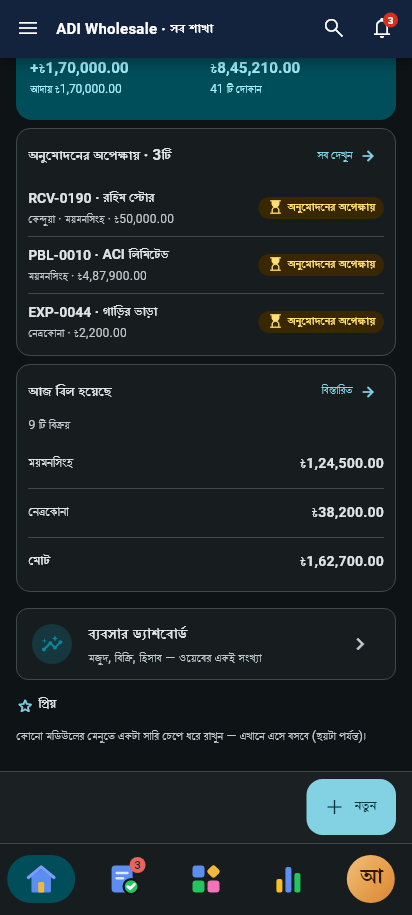 ADI Wholesale · সব শাখা
3
+৳1,70,000.00
৳8,45,210.00
আদায় ৳1,70,000.00
41 টি দোকান
অনুমোদনের অপেক্ষায় · 3টি
সব দেখুন
RCV-0190 · রহিম স্টোর
কেন্দুয়া · ময়মনসিংহ · ৳50,000.00
অনুমোদনের অপেক্ষায়
PBL-0010 · ACI লিমিটেড
ময়মনসিংহ · ৳4,87,900.00
অনুমোদনের অপেক্ষায়
EXP-0044 · গাড়ির ভাড়া
নেত্রকোনা · ৳2,200.00
অনুমোদনের অপেক্ষায়
আজ বিল হয়েছে
বিস্তারিত
9 টি বিক্রয়
ময়মনসিংহ
৳1,24,500.00
নেত্রকোনা
৳38,200.00
মোট
৳1,62,700.00
ব্যবসার ড্যাশবোর্ড
মজুদ, বিক্রি, হিসাব — ওয়েবের একই সংখ্যা
প্রিয়
কোনো মডিউলের মেনুতে একটা সারি চেপে ধরে রাখুন — এখানে এসে বসবে (ছয়টা পর্যন্ত)।
নতুন
3
আ